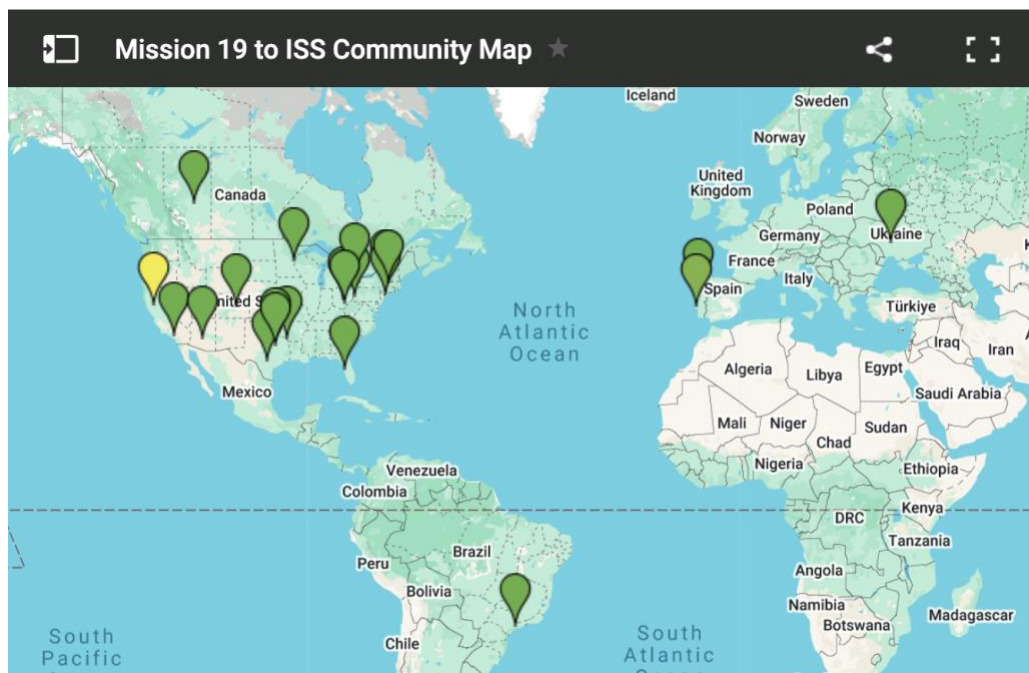 Mission 19 to ISS Community Map
Iceland
Sweden
Norway
Canada
United
Kingdom
Poland
Germany
Ukraine
France
Italy
Spain
Türkiye
North
Atlantic
Ocean
Iraq
Iran
Algeria
Libya
Egypt
Saudi Arabia
Mexico
Mali
Niger
Sudan
Chad
Nigeria
Ethiopia
Venezuela
Colombia
Kenya
DRC
Tanzania
Brazil
Peru
Angola
Bolivia
Namibia
Botswana
Madagascar
Chile
South
Pacific
South
Atlantic